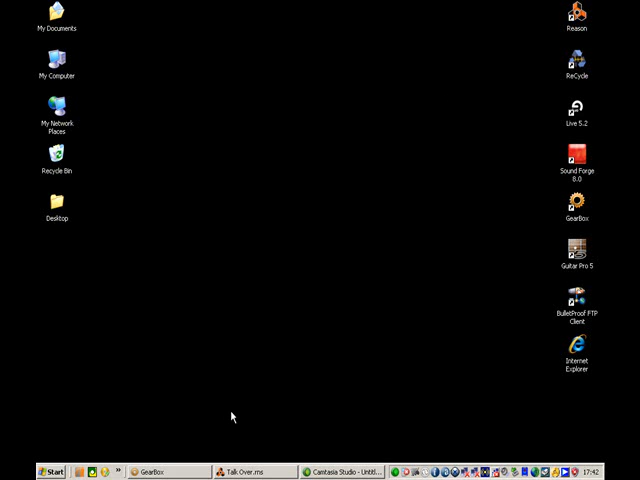 My Documents
My Computer
My Network
Places
Recycle Bin
Desktop
Reason
ReCycle
Live 5.2
Sound Forge
8.0
GearBox
Guitar Pro 5
BulletProof FTP
Client
Internet
Explorer
Start
GearBox
Talk Over.rns
Camtasia Studio - Untitl...
17:42